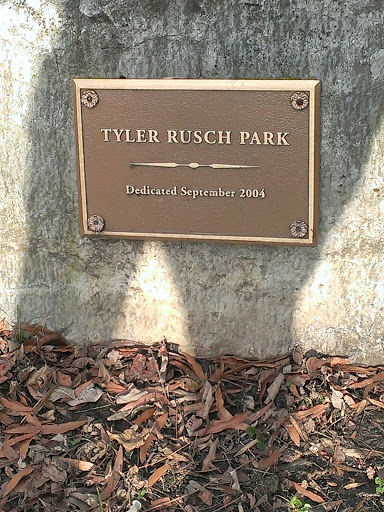 TYLER RUSCH PARK
Dedicated September 2004